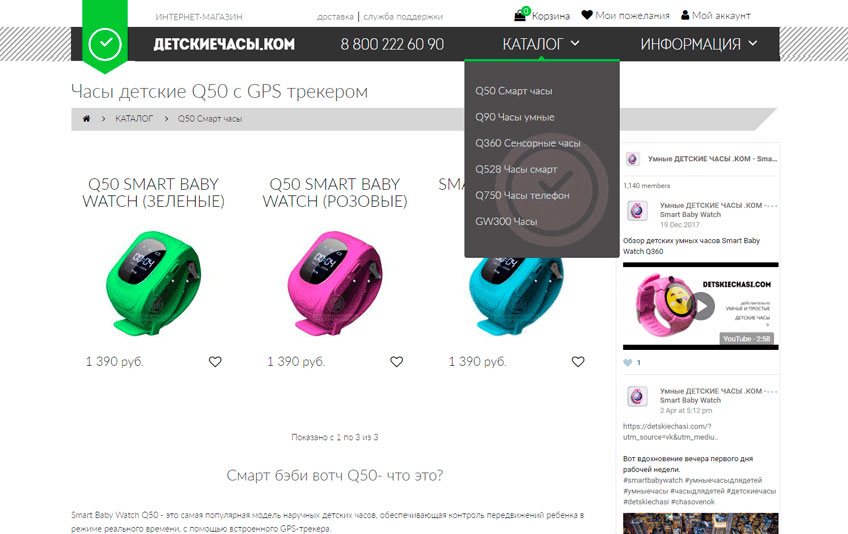 ИНТЕРНЕТ-МАГАЗИН
доставка | служба поддержки
0
Корзина
Мои пожелания
Мой аккаунт
ДЕТСКИЕЧАСЫ.КОМ
8 800 222 60 90
КАТАЛОГ
ИНФОРМАЦИЯ
Q50 Смарт часы
Q90 Часы умные
Q360 Сенсорные часы
Q528 Часы смарт
Q750 Часы телефон
GW300 Часы
Часы детские Q50 с GPS трекером
КАТАЛОГ
Q50 Смарт часы
Q50 SMART BABY
WATCH (ЗЕЛЕНЫЕ)
Q50 SMART BABY
WATCH (РОЗОВЫЕ)
08:04
08:04
08:04
1 390 руб.
1 390 руб.
1 390 руб.
Показано с 1 по 3 из 3
Смарт бэби вотч Q50- что это?
Smart Baby Watch Q50 - это самая популярная модель наручных детских часов, обеспечивающая контроль передвижений ребенка в
режиме реального времени, с помощью встроенного GPS-трекера.
Умные ДЕТСКИЕ ЧАСЫ .КОМ - Sma...
1,140 members
Умные ДЕТСКИЕ ЧАСЫ .КОМ -
Smart Baby Watch
19 Dec 2017
Обзор детских умных часов Smart Baby
Watch Q360
DETSKIECHASI.COM
действительно
УМНЫЕ И ПРОСТЫЕ
ДЕТСКИЕ ЧАСЫ
YouTube · 2:58
1
Умные ДЕТСКИЕ ЧАСЫ .КОМ -
Smart Baby Watch
2 Apr at 5:12 pm
https://detskiechasi.com/?
utm_source=vk&utm_mediu..
Вот вдохновение вечера первого дня
рабочей недели.
#smartbabywatch #умныечасыдлядетей
#умныечасы #часыдлядетей #детскиечасы
#detskiechasi #chasovenok